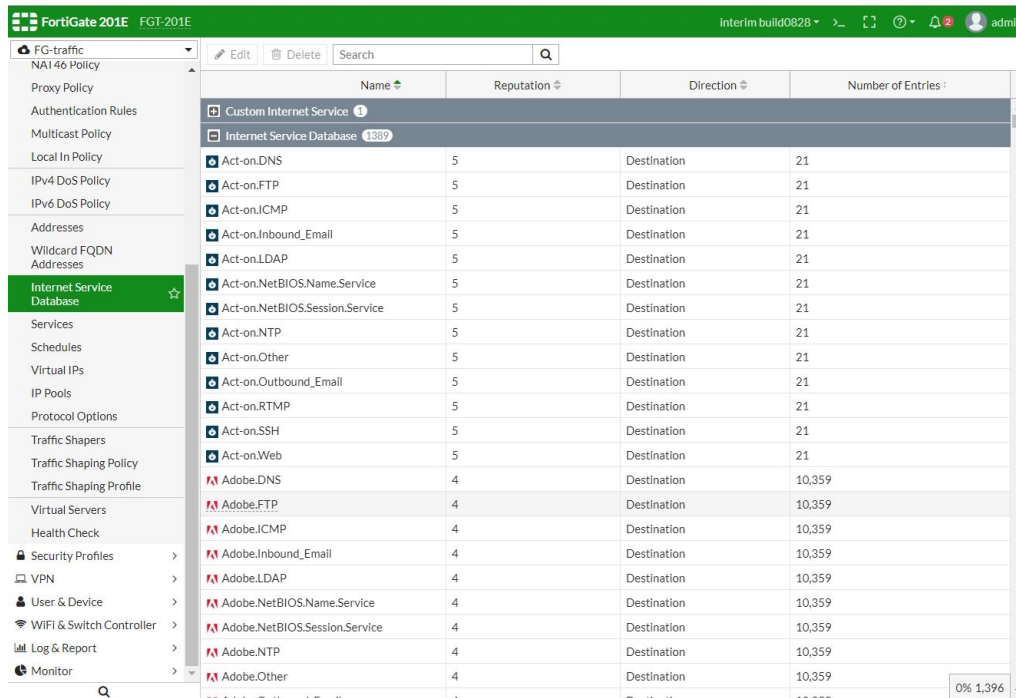 FortiGate 201E FGT-201E
interim build0828
2
admi
FG-traffic
NAT46 Policy
Proxy Policy
Authentication Rules
Multicast Policy
Local In Policy
IPv4 DoS Policy
IPv6 DoS Policy
Addresses
Wildcard FQDN
Addresses
Internet Service
Database
Services
Schedules
Virtual IPs
IP Pools
Protocol Options
Traffic Shapers
Traffic Shaping Policy
Traffic Shaping Profile
Virtual Servers
Health Check
Security Profiles
VPN
User & Device
WiFi & Switch Controller
Log & Report
Monitor
Edit Delete Search
Name Reputation Direction Number of Entries
Custom Internet Service 1
Internet Service Database 1389
Act-on.DNS 5 Destination 21
Act-on.FTP 5 Destination 21
Act-on.ICMP 5 Destination 21
Act-on.Inbound_Email 5 Destination 21
Act-on.LDAP 5 Destination 21
Act-on.NetBIOS.Name.Service 5 Destination 21
Act-on.NetBIOS.Session.Service 5 Destination 21
Act-on.NTP 5 Destination 21
Act-on.Other 5 Destination 21
Act-on.Outbound_Email 5 Destination 21
Act-on.RTMP 5 Destination 21
Act-on.SSH 5 Destination 21
Act-on.Web 5 Destination 21
Adobe.DNS 4 Destination 10,359
Adobe.FTP 4 Destination 10,359
Adobe.ICMP 4 Destination 10,359
Adobe.Inbound_Email 4 Destination 10,359
Adobe.LDAP 4 Destination 10,359
Adobe.NetBIOS.Name.Service 4 Destination 10,359
Adobe.NetBIOS.Session.Service 4 Destination 10,359
Adobe.NTP 4 Destination 10,359
Adobe.Other 4 Destination 10,359
0% 1,396